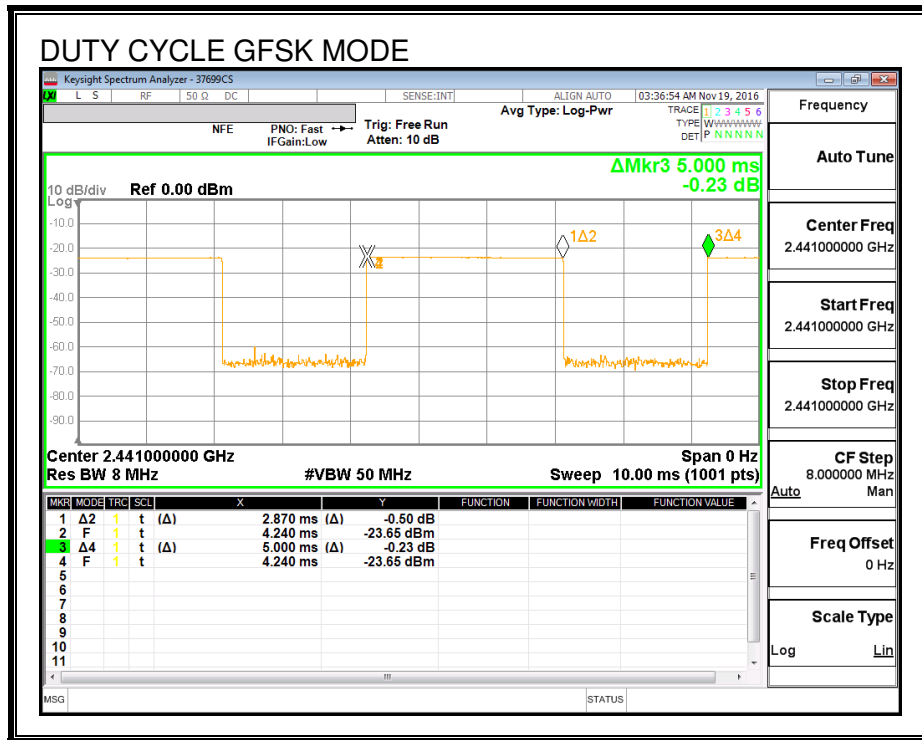 DUTY CYCLE GFSK MODE
Keysight Spectrum Analyzer - 37699CS
LXI L S RF 50 Ω DC SENSE:INT ALIGN AUTO 03:36:54 AM Nov 19, 2016
NFE PNO: Fast Trig: Free Run Avg Type: Log-Pwr TRACE 1 2 3 4 5 6
IFGain:Low Atten: 10 dB TYPE WWWWWWW
DET P N N N N N
ΔMkr3 5.000 ms
-0.23 dB
10 dB/div Ref 0.00 dBm
Log
-10.0
-20.0
-30.0
-40.0
-50.0
-60.0
-70.0
-80.0
-90.0
1Δ2
3Δ4
Center 2.441000000 GHz Span 0 Hz
Res BW 8 MHz #VBW 50 MHz Sweep 10.00 ms (1001 pts)
MKR MODE TRC SCL X Y FUNCTION FUNCTION WIDTH FUNCTION VALUE
1 Δ2 1 t (Δ) 2.870 ms (Δ) -0.50 dB
2 F 1 t 4.240 ms -23.65 dBm
3 Δ4 1 t (Δ) 5.000 ms (Δ) -0.23 dB
4 F 1 t 4.240 ms -23.65 dBm
5
6
7
8
9
10
11
MSG STATUS
Frequency
Auto Tune
Center Freq
2.441000000 GHz
Start Freq
2.441000000 GHz
Stop Freq
2.441000000 GHz
CF Step
8.000000 MHz
Auto Man
Freq Offset
0 Hz
Scale Type
Log Lin